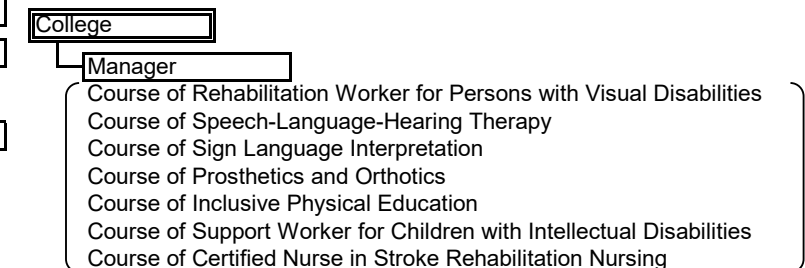 College
Manager
Course of Rehabilitation Worker for Persons with Visual Disabilities
Course of Speech-Language-Hearing Therapy
Course of Sign Language Interpretation
Course of Prosthetics and Orthotics
Course of Inclusive Physical Education
Course of Support Worker for Children with Intellectual Disabilities
Course of Certified Nurse in Stroke Rehabilitation Nursing